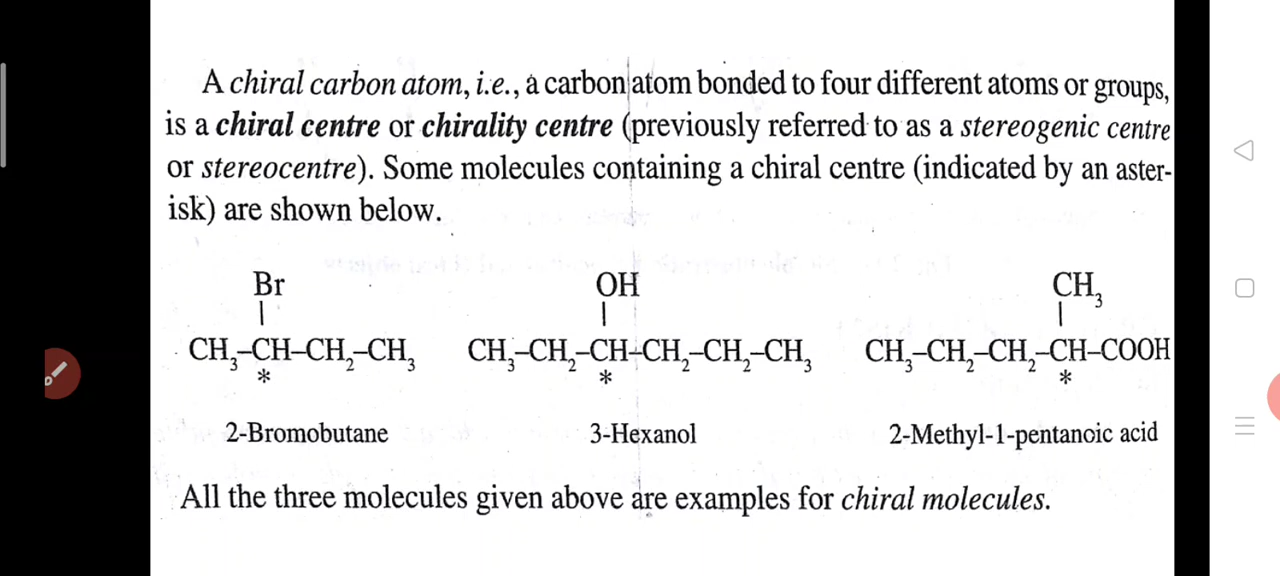 A chiral carbon atom, i.e., a carbon atom bonded to four different atoms or groups,
is a chiral centre or chirality centre (previously referred to as a stereogenic centre
or stereocentre). Some molecules containing a chiral centre (indicated by an aster-
isk) are shown below.
Br OH CH₃
| | |
CH₃–CH–CH₂–CH₃ CH₃–CH₂–CH–CH₂–CH₂–CH₃ CH₃–CH₂–CH₂–CH–COOH
* * *
2-Bromobutane 3-Hexanol 2-Methyl-1-pentanoic acid
All the three molecules given above are examples for chiral molecules.